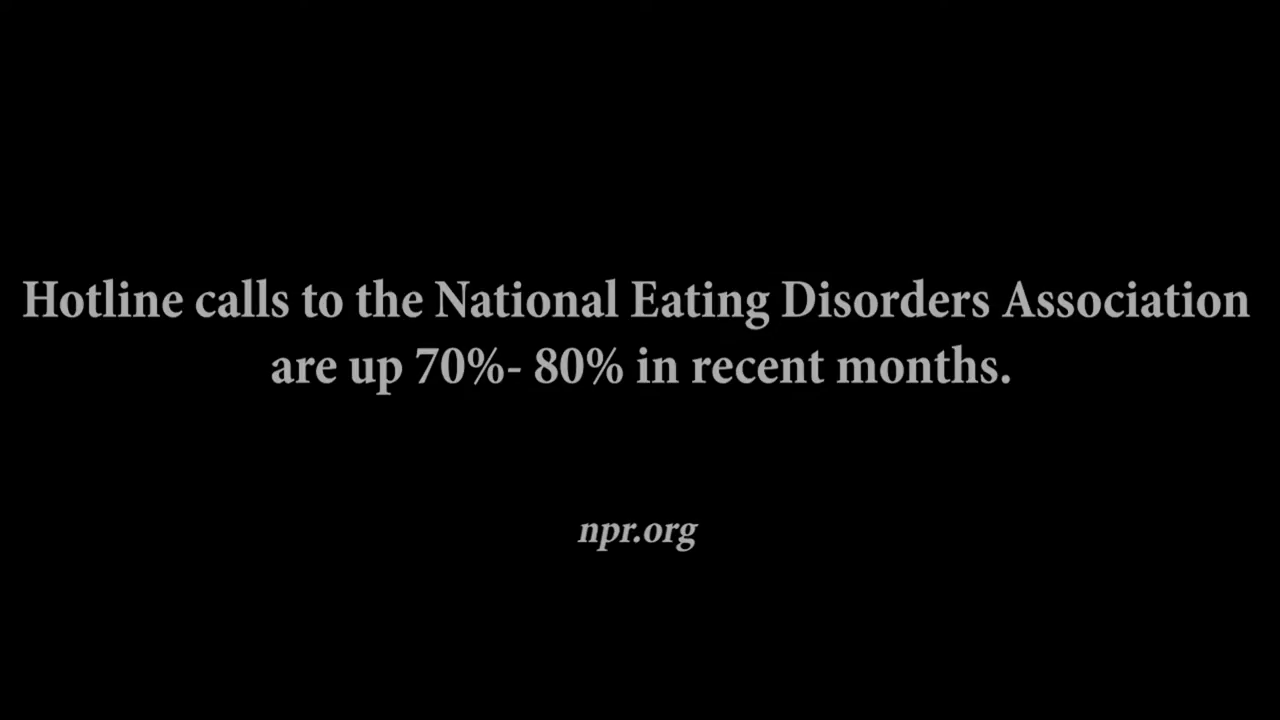 Hotline calls to the National Eating Disorders Association
are up 70%- 80% in recent months.
npr.org